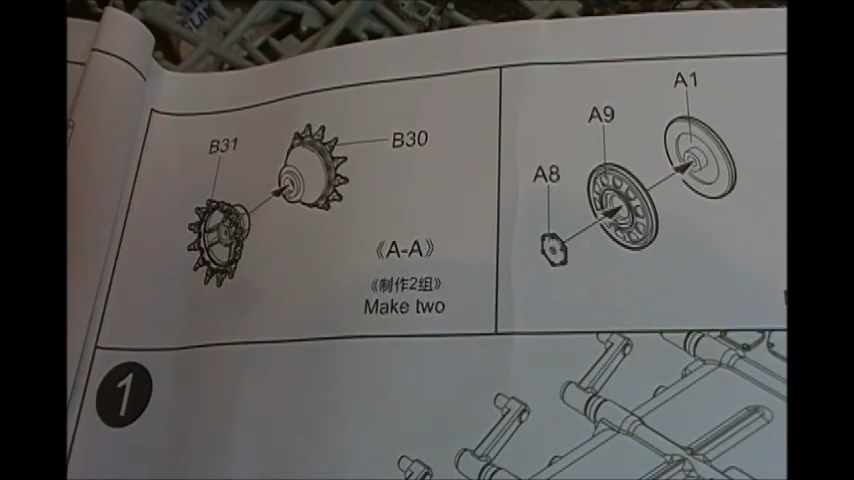 B31
B30
《A-A》
《制作2组》
Make two
A8
A9
A1
1